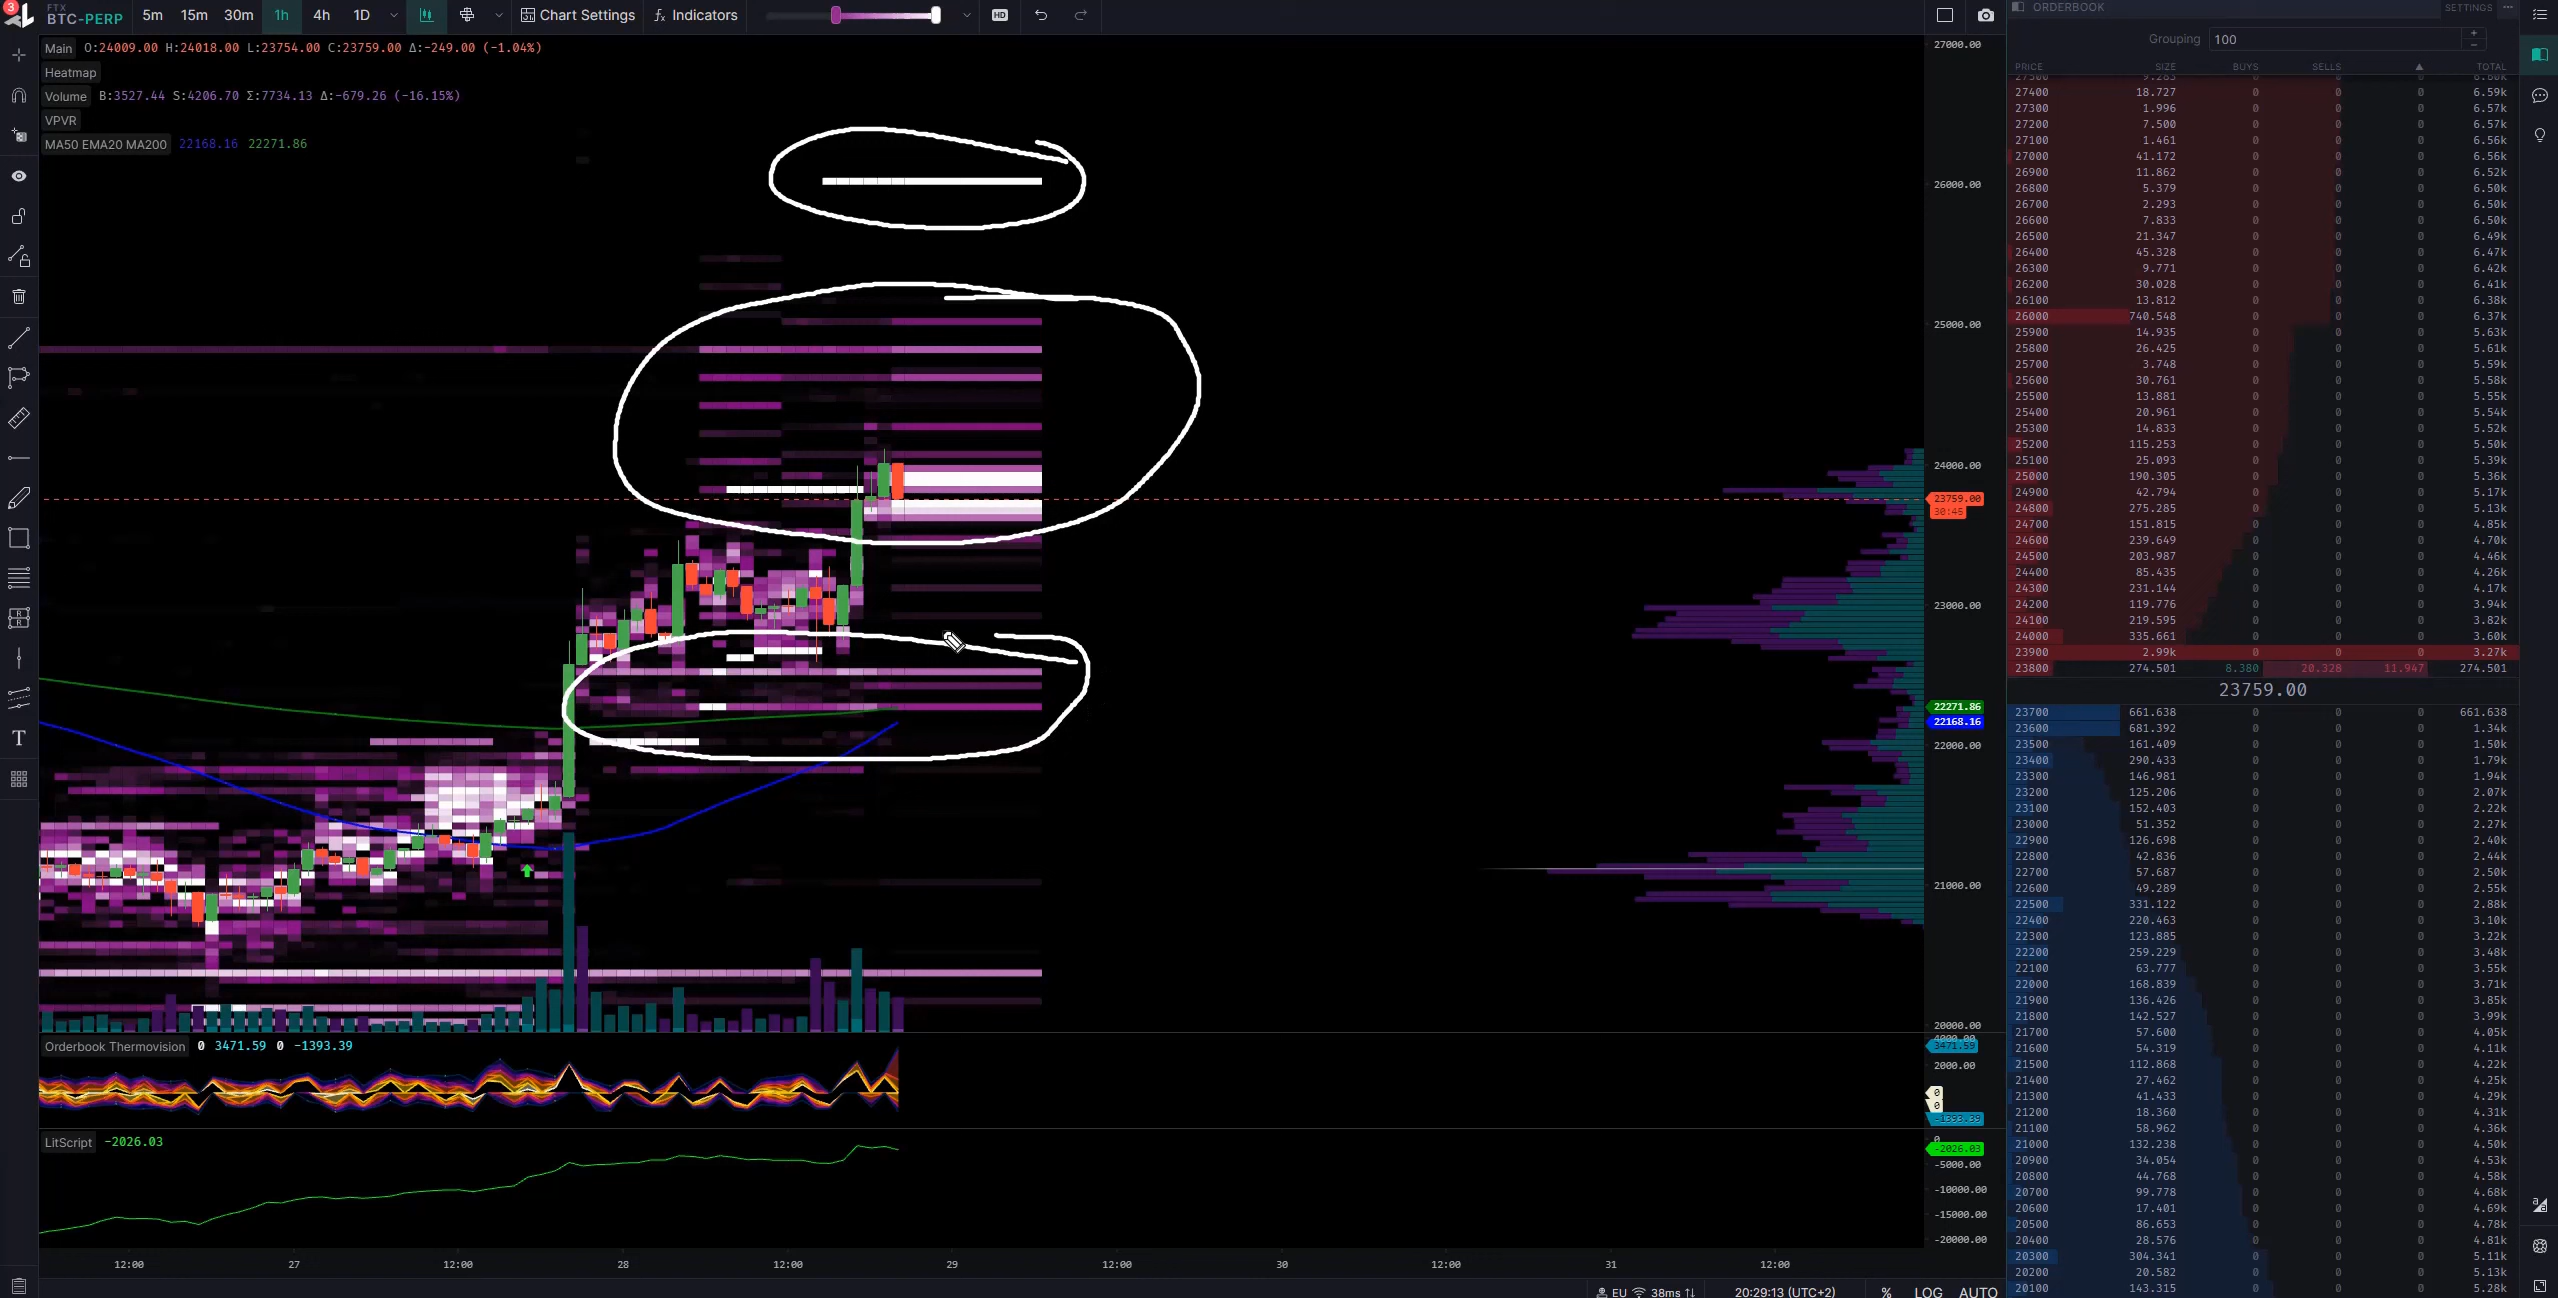 3
FTX
BTC-PERP
5m 15m 30m 1h 4h 1D Chart Settings fx Indicators HD
Main O:24009.00 H:24018.00 L:23754.00 C:23759.00 Δ:-249.00 (-1.04%)
Heatmap
Volume B:3527.44 S:4206.70 Σ:7734.13 Δ:-679.26 (-16.15%)
VPVR
MA50 EMA20 MA200 22168.16 22271.86
27000.00
26000.00
25000.00
24000.00
23759.00
30:45
23000.00
22271.86
22168.16
22000.00
21000.00
20000.00
Orderbook Thermovision 0 3471.59 0 -1393.39
3471.59
2000.00
0
0
-1393.39
LitScript -2026.03
0
-2026.03
-5000.00
-10000.00
-15000.00
-20000.00
12:00 27 12:00 28 12:00 29 12:00 30 12:00 31 12:00
EU 38ms 20:29:13 (UTC+2) % LOG AUTO
ORDERBOOK SETTINGS
Grouping 100
PRICE SIZE BUYS SELLS ▲ TOTAL
27400 18.727 0 0 0 6.59k
27300 1.996 0 0 0 6.57k
27200 7.500 0 0 0 6.57k
27100 1.461 0 0 0 6.56k
27000 41.172 0 0 0 6.56k
26900 11.862 0 0 0 6.52k
26800 5.379 0 0 0 6.50k
26700 2.293 0 0 0 6.50k
26600 7.833 0 0 0 6.50k
26500 21.347 0 0 0 6.49k
26400 45.328 0 0 0 6.47k
26300 9.771 0 0 0 6.42k
26200 30.028 0 0 0 6.41k
26100 13.812 0 0 0 6.38k
26000 740.548 0 0 0 6.37k
25900 14.935 0 0 0 5.63k
25800 26.425 0 0 0 5.61k
25700 3.748 0 0 0 5.59k
25600 30.761 0 0 0 5.58k
25500 13.881 0 0 0 5.55k
25400 20.961 0 0 0 5.54k
25300 14.833 0 0 0 5.52k
25200 115.253 0 0 0 5.50k
25100 25.093 0 0 0 5.39k
25000 190.305 0 0 0 5.36k
24900 42.794 0 0 0 5.17k
24800 275.285 0 0 0 5.13k
24700 151.815 0 0 0 4.85k
24600 239.649 0 0 0 4.70k
24500 203.987 0 0 0 4.46k
24400 85.435 0 0 0 4.26k
24300 231.144 0 0 0 4.17k
24200 119.776 0 0 0 3.94k
24100 219.595 0 0 0 3.82k
24000 335.661 0 0 0 3.60k
23900 2.99k 0 0 0 3.27k
23800 274.501 8.380 20.328 11.947 274.501
23759.00
23700 661.638 0 0 0 661.638
23600 681.392 0 0 0 1.34k
23500 161.409 0 0 0 1.50k
23400 290.433 0 0 0 1.79k
23300 146.981 0 0 0 1.94k
23200 125.206 0 0 0 2.07k
23100 152.403 0 0 0 2.22k
23000 51.352 0 0 0 2.27k
22900 126.698 0 0 0 2.40k
22800 42.836 0 0 0 2.44k
22700 57.687 0 0 0 2.50k
22600 49.289 0 0 0 2.55k
22500 331.122 0 0 0 2.88k
22400 220.463 0 0 0 3.10k
22300 123.885 0 0 0 3.22k
22200 259.229 0 0 0 3.48k
22100 63.777 0 0 0 3.55k
22000 168.839 0 0 0 3.71k
21900 136.426 0 0 0 3.85k
21800 142.527 0 0 0 3.99k
21700 57.600 0 0 0 4.05k
21600 54.319 0 0 0 4.11k
21500 112.868 0 0 0 4.22k
21400 27.462 0 0 0 4.25k
21300 41.433 0 0 0 4.29k
21200 18.360 0 0 0 4.31k
21100 58.962 0 0 0 4.36k
21000 132.238 0 0 0 4.50k
20900 34.054 0 0 0 4.53k
20800 44.768 0 0 0 4.58k
20700 99.778 0 0 0 4.68k
20600 17.401 0 0 0 4.69k
20500 86.653 0 0 0 4.78k
20400 28.576 0 0 0 4.81k
20300 304.341 0 0 0 5.11k
20200 20.582 0 0 0 5.13k
20100 143.315 0 0 0 5.28k